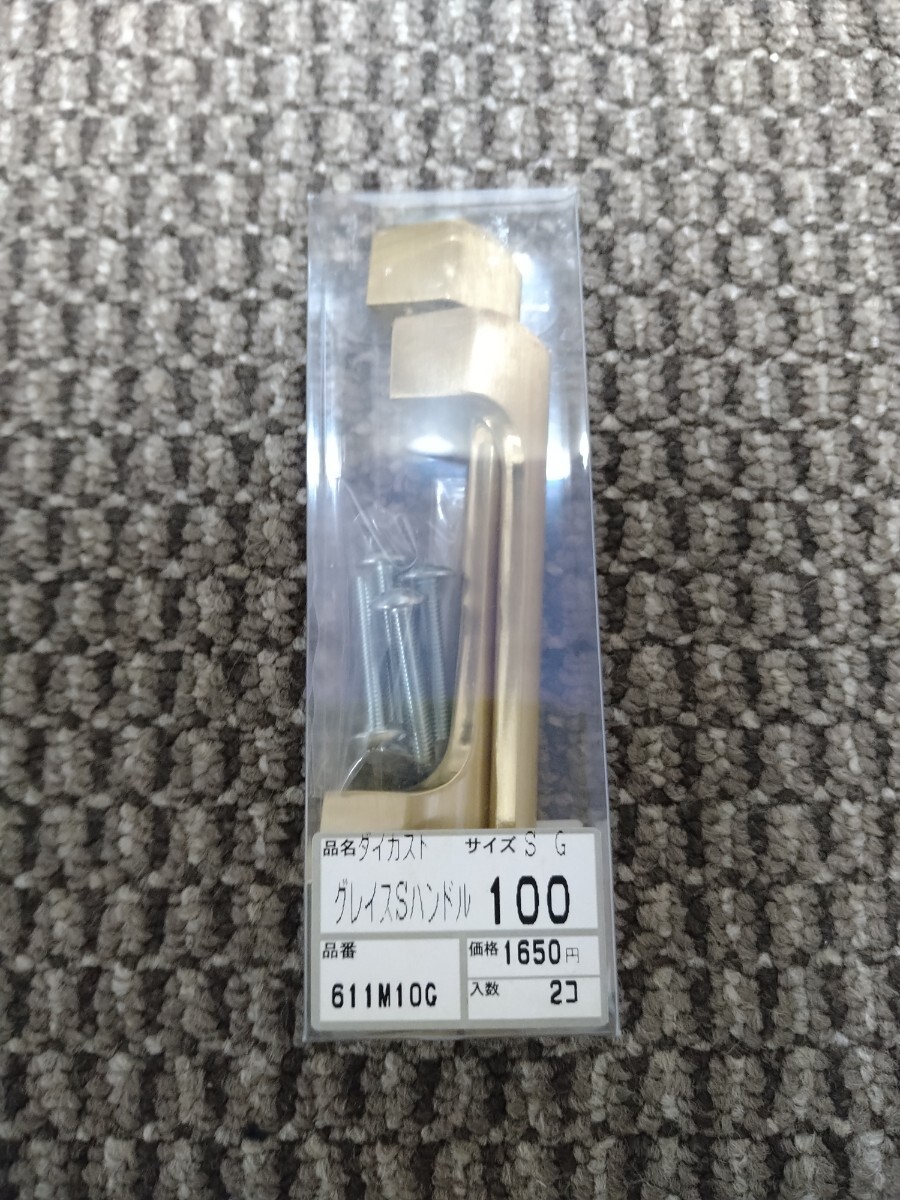 品名 ダイカスト サイズ S G
グレイスSハンドル 100
品番 価格 1650円
611M10G 入数 2コ